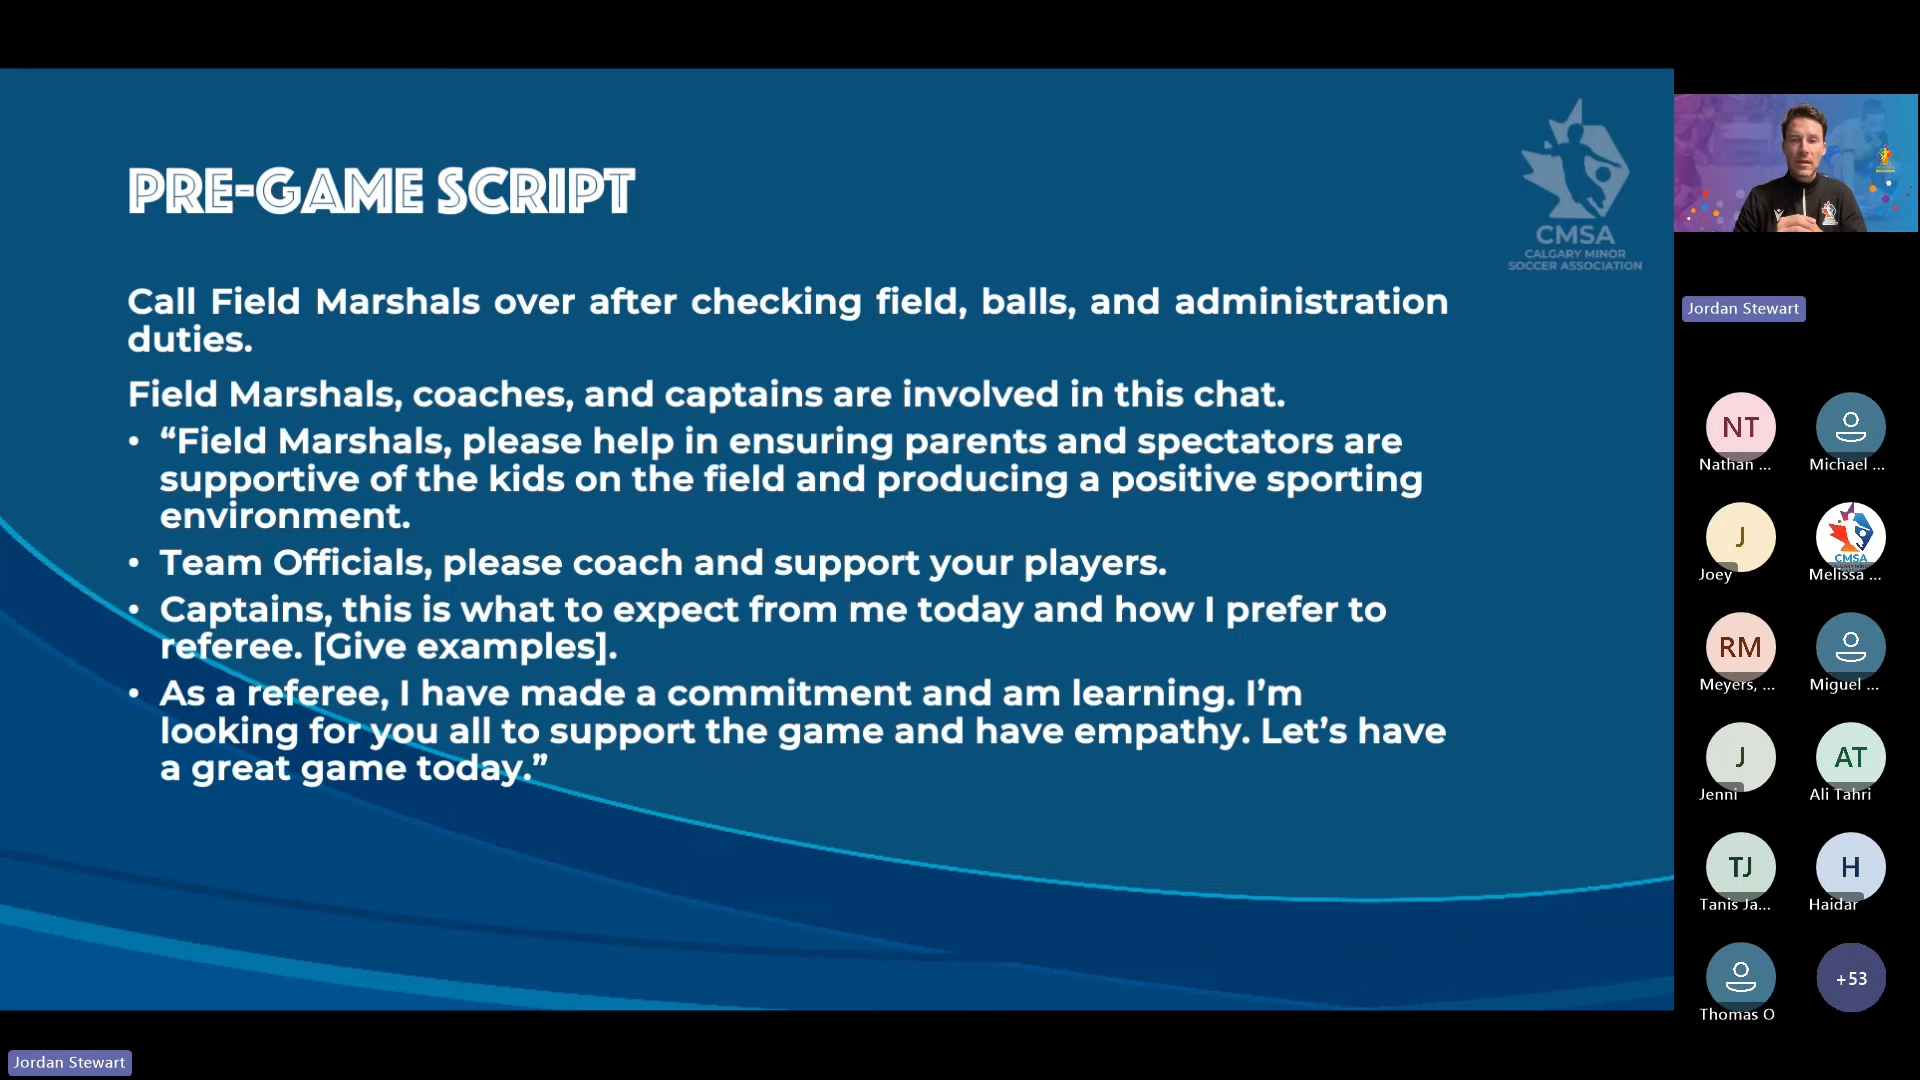 PRE-GAME SCRIPT
CMSA
CALGARY MINOR
SOCCER ASSOCIATION
Call Field Marshals over after checking field, balls, and administration
duties.
Field Marshals, coaches, and captains are involved in this chat.
• “Field Marshals, please help in ensuring parents and spectators are
supportive of the kids on the field and producing a positive sporting
environment.
• Team Officials, please coach and support your players.
• Captains, this is what to expect from me today and how I prefer to
referee. [Give examples].
• As a referee, I have made a commitment and am learning. I’m
looking for you all to support the game and have empathy. Let’s have
a great game today.”
Jordan Stewart
NT
Nathan ...
Michael ...
J
Joey
CMSA
Melissa ...
RM
Meyers, ...
Miguel ...
J
Jenni
AT
Ali Tahri
TJ
Tanis Ja...
H
Haidar
Thomas O
+53
Jordan Stewart